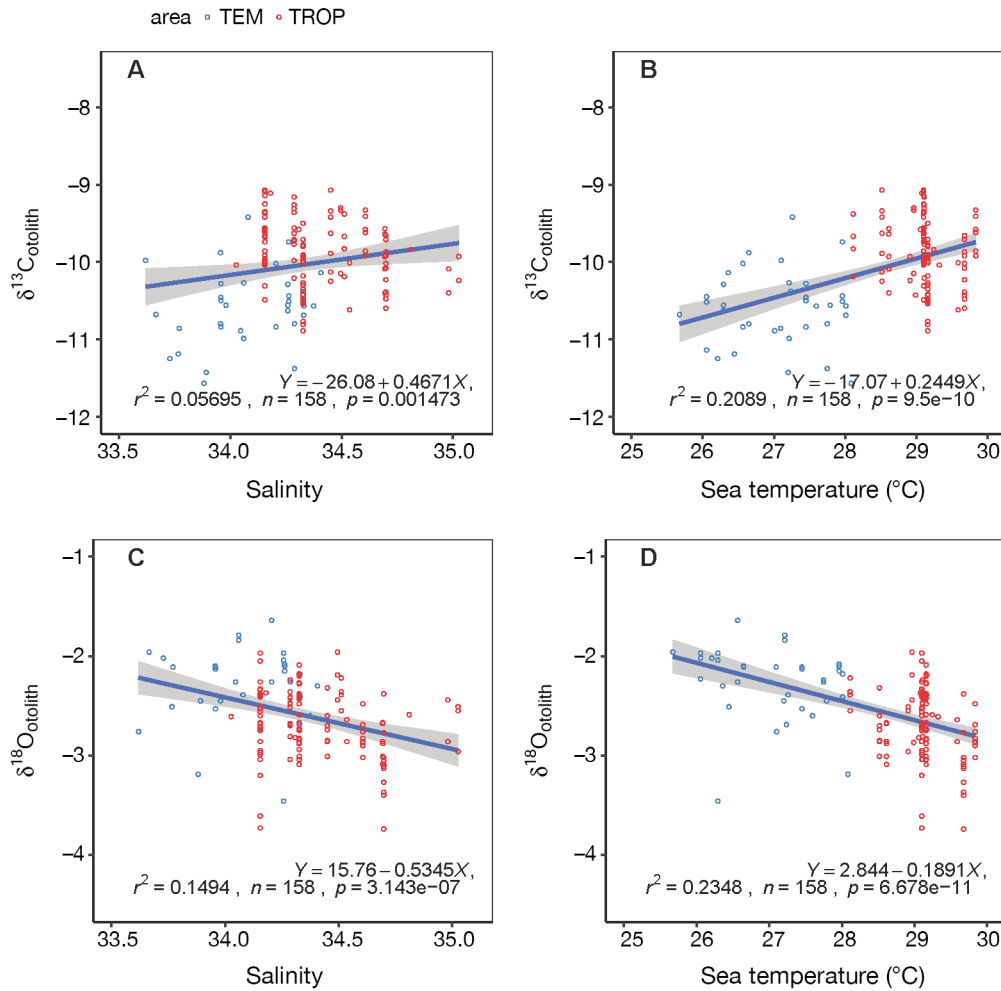 area TEM TROP
A
−8
−9
−10
−11
−12
δ13Cotolith
Y = −26.08 + 0.4671X,
r2 = 0.05695 , n = 158 , p = 0.001473
33.5 34.0 34.5 35.0
Salinity
B
−8
−9
−10
−11
−12
δ13Cotolith
Y = −17.07 + 0.2449X,
r2 = 0.2089 , n = 158 , p = 9.5e−10
25 26 27 28 29 30
Sea temperature (°C)
C
−1
−2
−3
−4
δ18Ootolith
Y = 15.76 − 0.5345X,
r2 = 0.1494 , n = 158 , p = 3.143e−07
33.5 34.0 34.5 35.0
Salinity
D
−1
−2
−3
−4
δ18Ootolith
Y = 2.844 − 0.1891X,
r2 = 0.2348 , n = 158 , p = 6.678e−11
25 26 27 28 29 30
Sea temperature (°C)